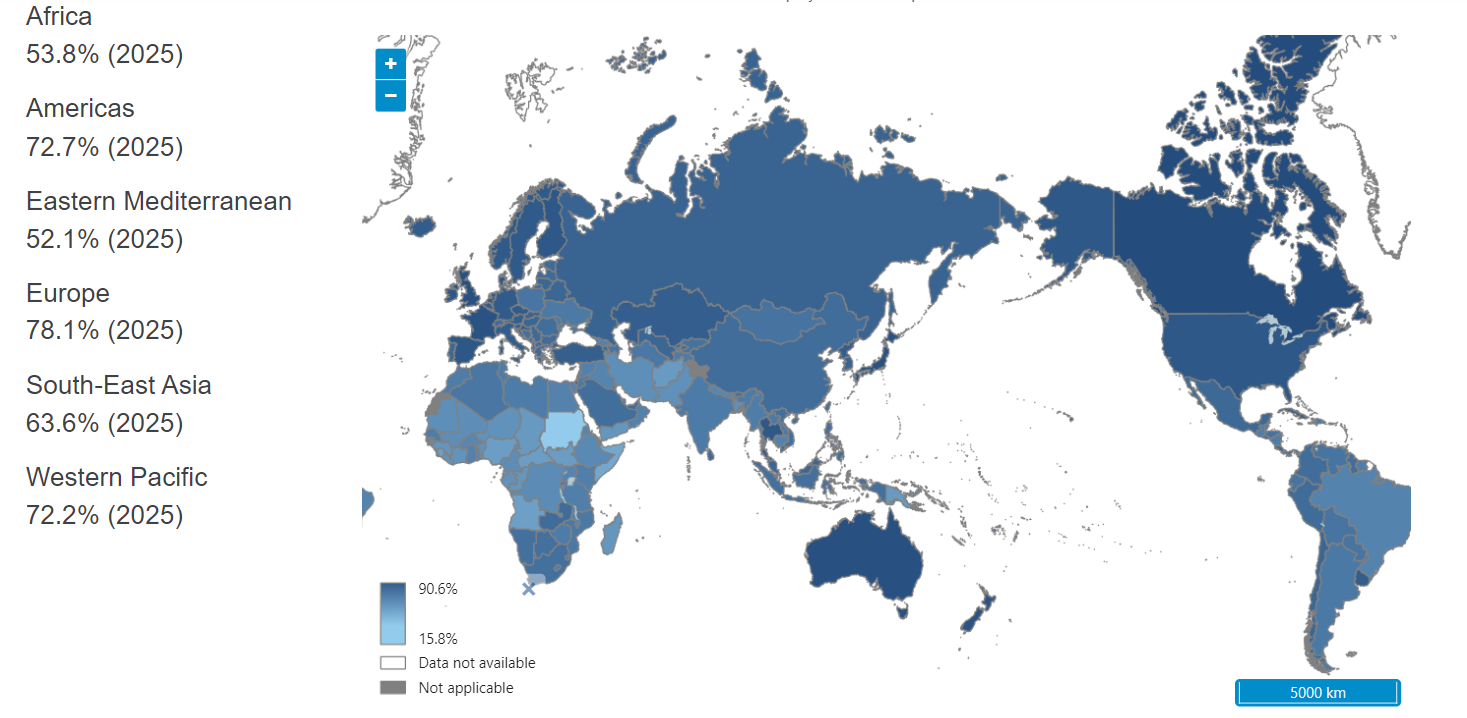 Africa
53.8% (2025)
Americas
72.7% (2025)
Eastern Mediterranean
52.1% (2025)
Europe
78.1% (2025)
South-East Asia
63.6% (2025)
Western Pacific
72.2% (2025)
+
−
90.6%
15.8%
Data not available
Not applicable
5000 km